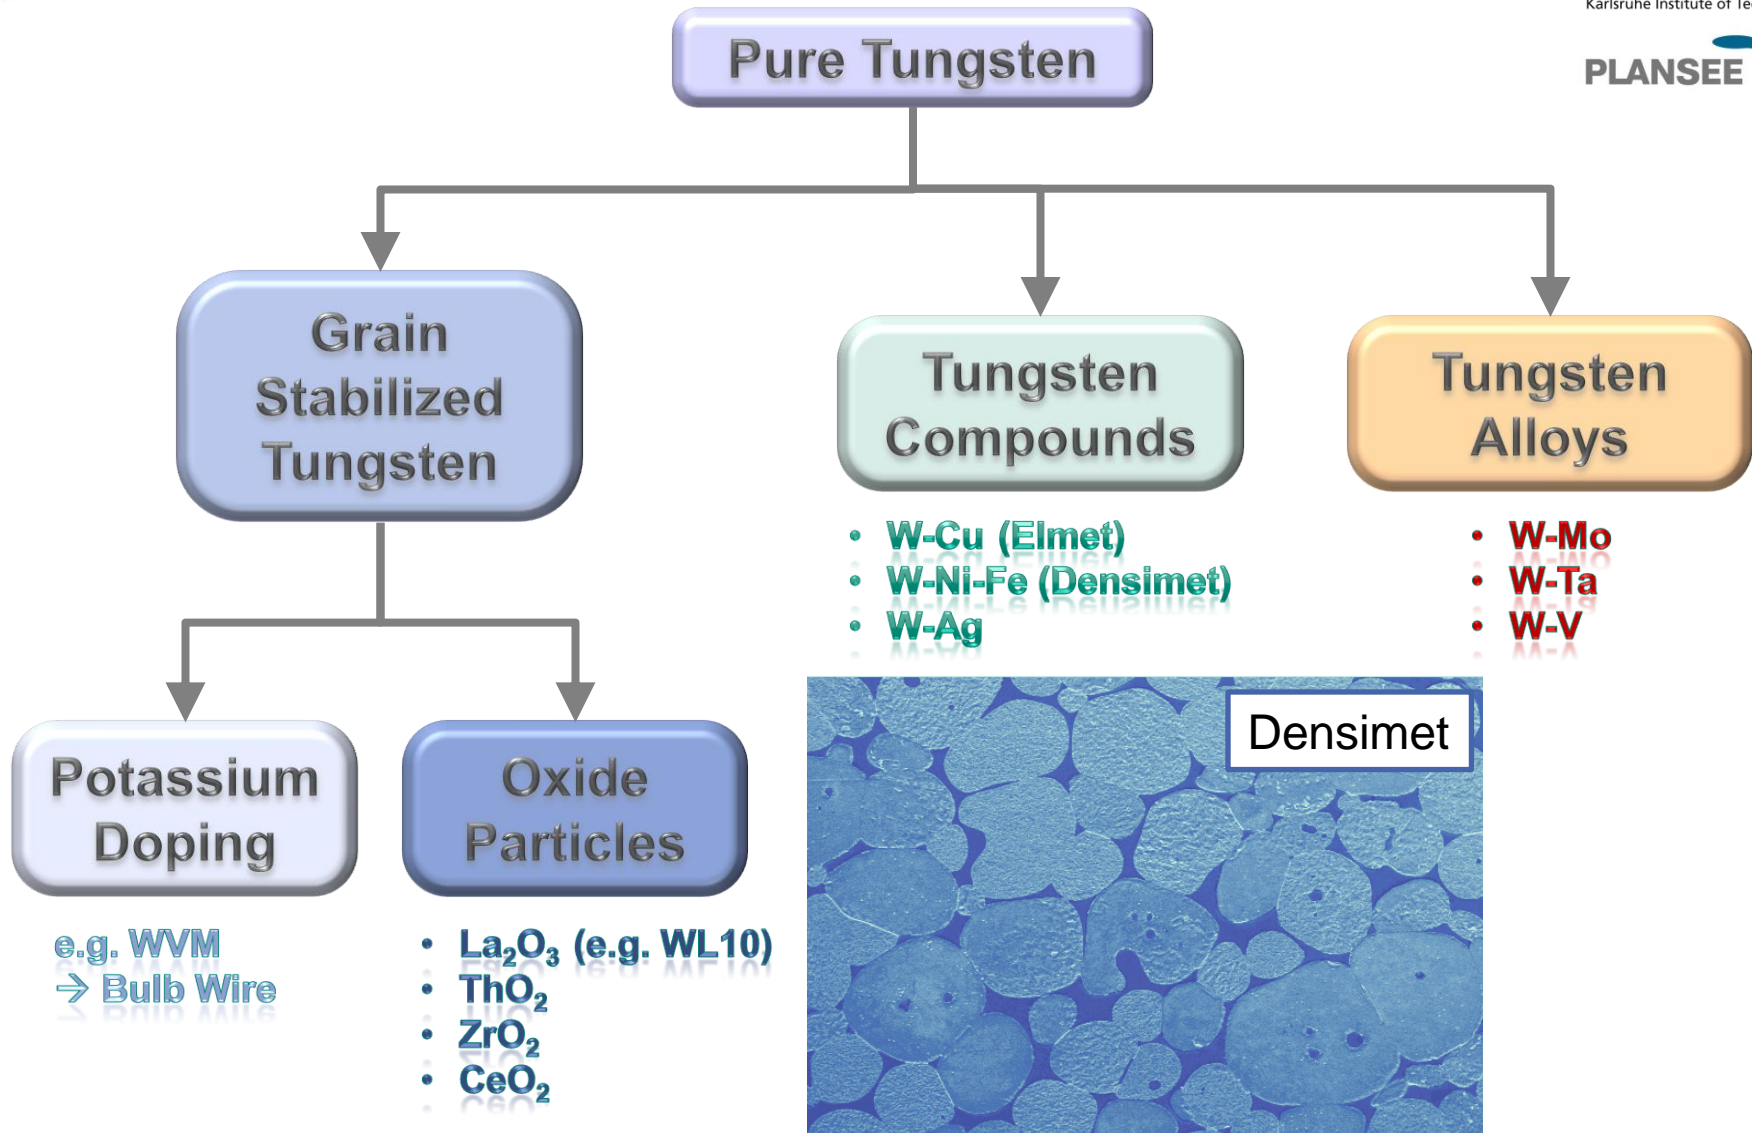 Karlsruhe Institute of Te
PLANSEE
Pure Tungsten
Grain
Stabilized
Tungsten
Tungsten
Compounds
Tungsten
Alloys
• W-Cu (Elmet)
• W-Ni-Fe (Densimet)
• W-Ag
• W-Mo
• W-Ta
• W-V
Densimet
Potassium
Doping
Oxide
Particles
e.g. WVM
→ Bulb Wire
• La₂O₃ (e.g. WL10)
• ThO₂
• ZrO₂
• CeO₂